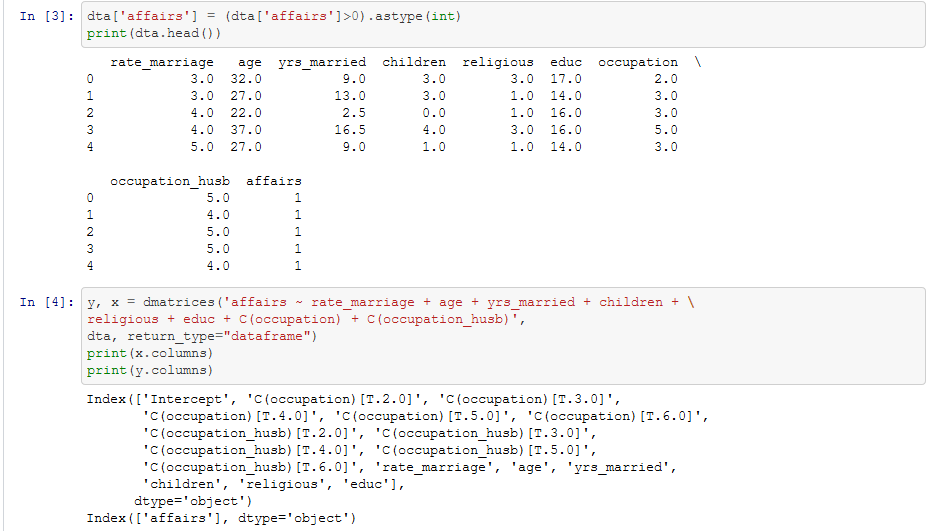 In [3]: dta['affairs'] = (dta['affairs']>0).astype(int)
print(dta.head())
rate_marriage age yrs_married children religious educ occupation \
0 3.0 32.0 9.0 3.0 3.0 17.0 2.0
1 3.0 27.0 13.0 3.0 1.0 14.0 3.0
2 4.0 22.0 2.5 0.0 1.0 16.0 3.0
3 4.0 37.0 16.5 4.0 3.0 16.0 5.0
4 5.0 27.0 9.0 1.0 1.0 14.0 3.0
occupation_husb affairs
0 5.0 1
1 4.0 1
2 5.0 1
3 5.0 1
4 4.0 1
In [4]: y, x = dmatrices('affairs ~ rate_marriage + age + yrs_married + children + \
religious + educ + C(occupation) + C(occupation_husb)',
dta, return_type="dataframe")
print(x.columns)
print(y.columns)
Index(['Intercept', 'C(occupation)[T.2.0]', 'C(occupation)[T.3.0]',
'C(occupation)[T.4.0]', 'C(occupation)[T.5.0]', 'C(occupation)[T.6.0]',
'C(occupation_husb)[T.2.0]', 'C(occupation_husb)[T.3.0]',
'C(occupation_husb)[T.4.0]', 'C(occupation_husb)[T.5.0]',
'C(occupation_husb)[T.6.0]', 'rate_marriage', 'age', 'yrs_married',
'children', 'religious', 'educ'],
dtype='object')
Index(['affairs'], dtype='object')